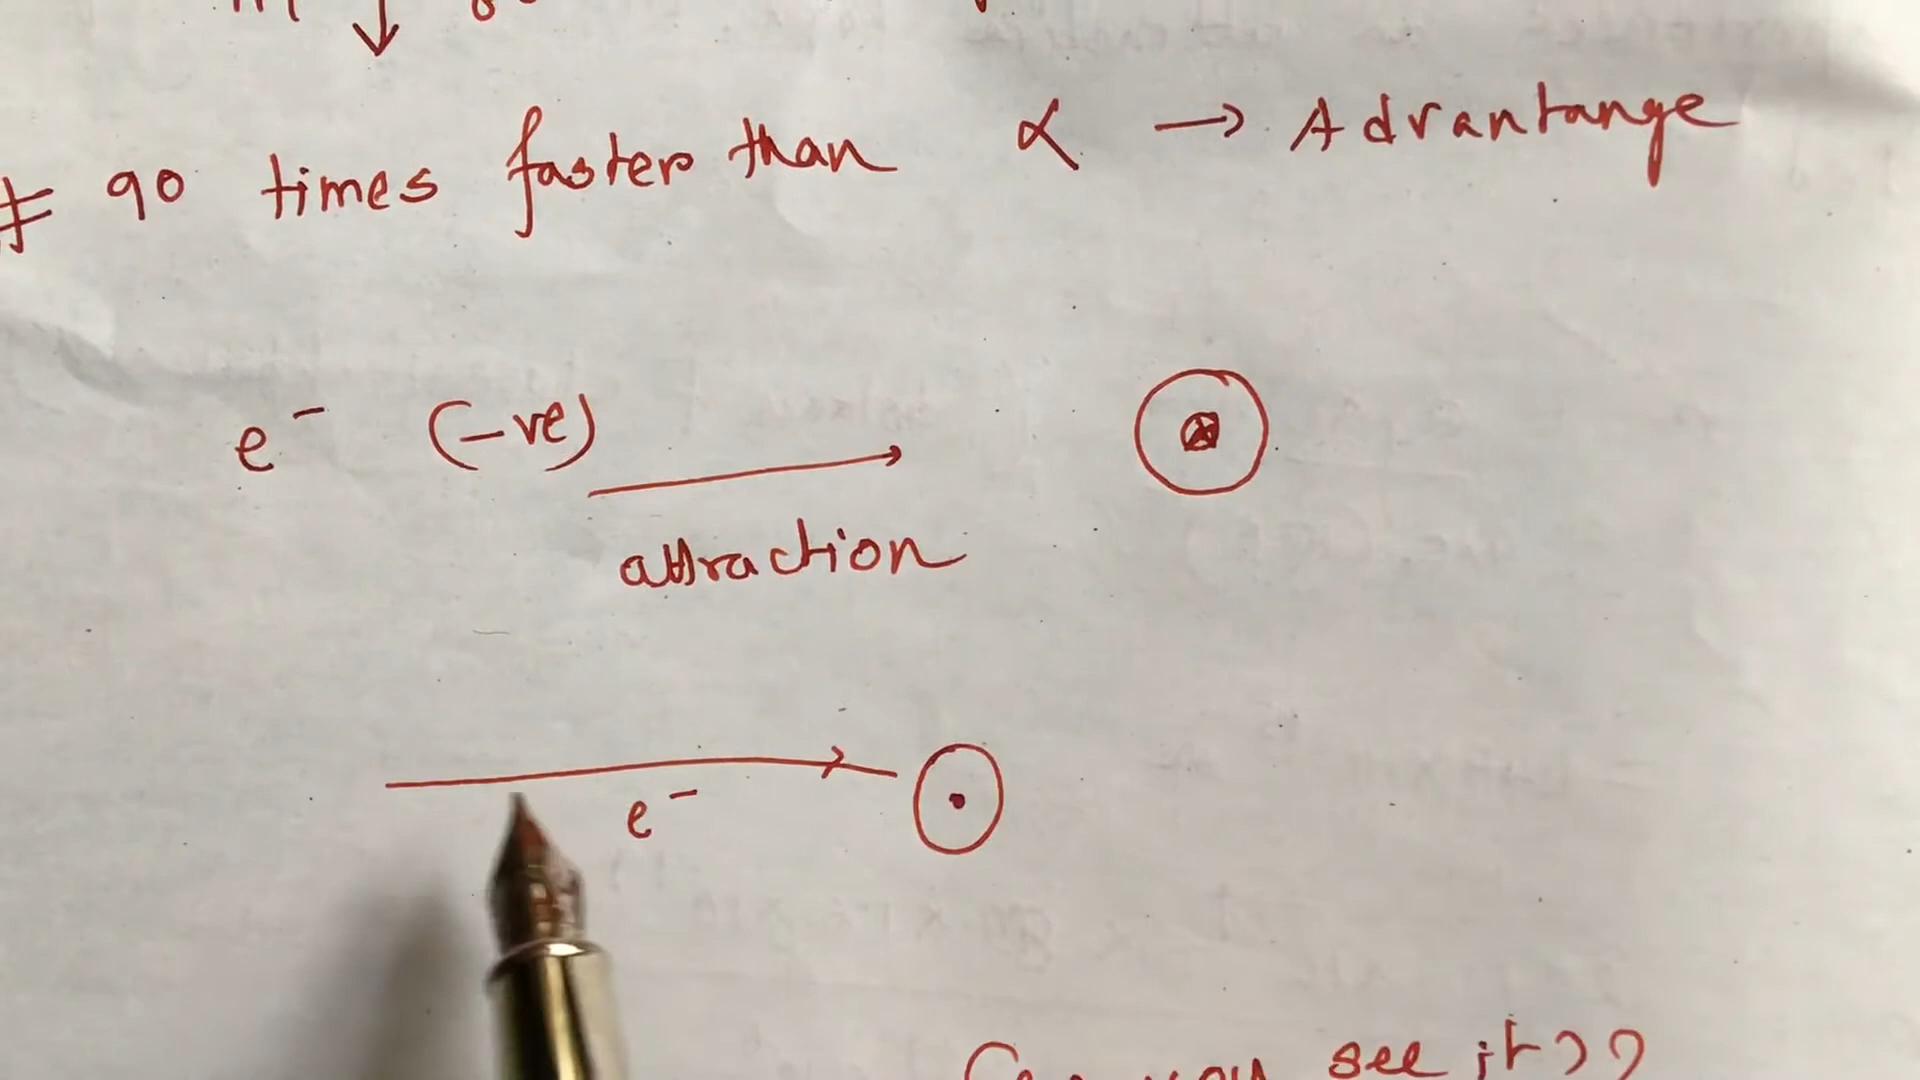 # 90 times faster than α → Advantange
e⁻ (-ve)
attraction
e⁻
see it ??